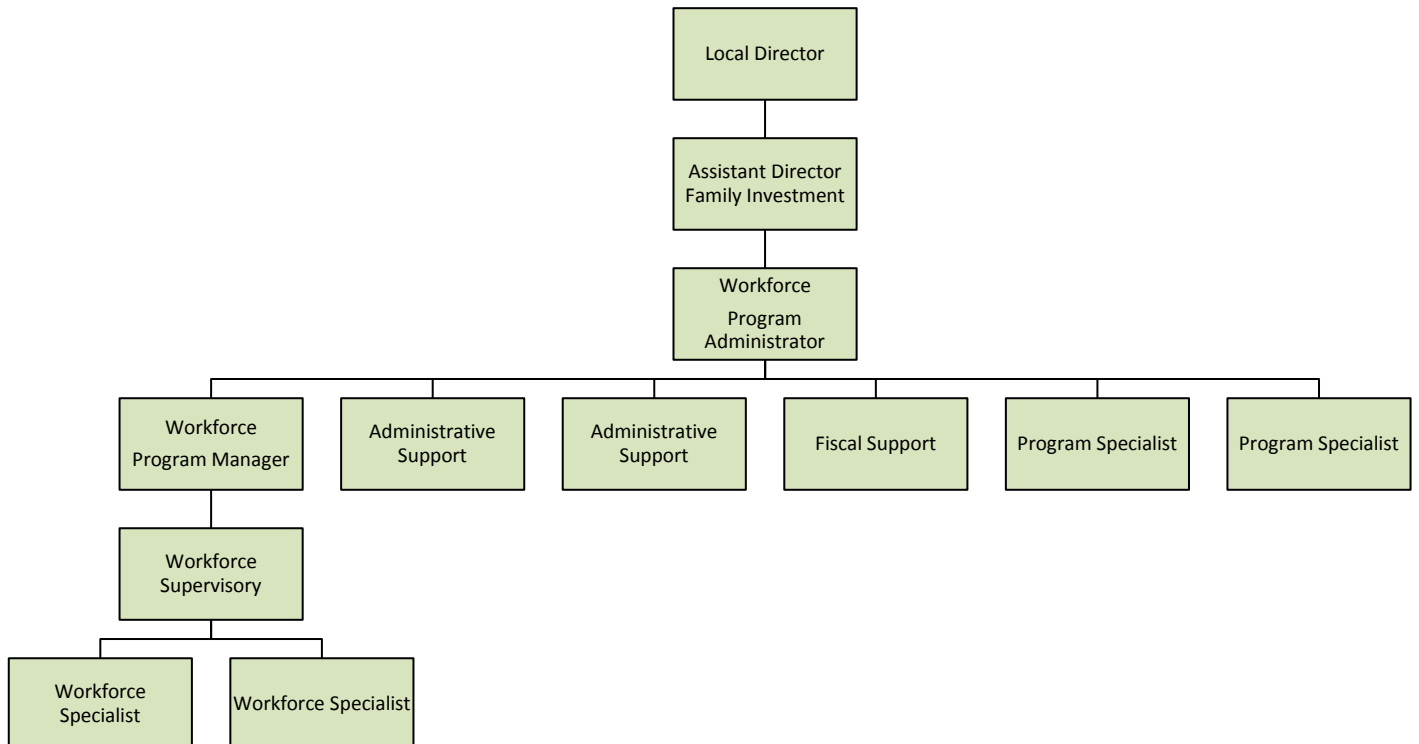 Local Director
Assistant Director
Family Investment
Workforce
Program
Administrator
Workforce
Program Manager
Administrative
Support
Administrative
Support
Fiscal Support
Program Specialist
Program Specialist
Workforce
Supervisory
Workforce
Specialist
Workforce Specialist